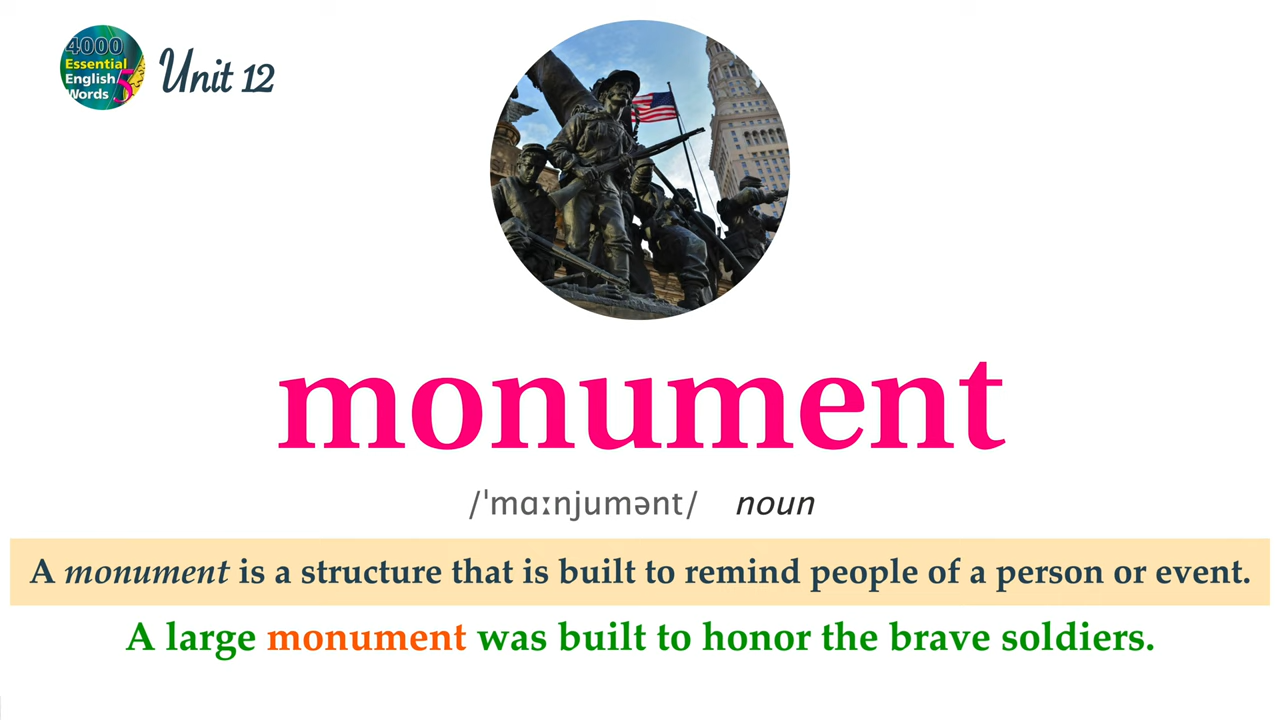 4000
Essential
English
Words 5
Unit 12
monument
/ˈmɑːnjumənt/ noun
A monument is a structure that is built to remind people of a person or event.
A large monument was built to honor the brave soldiers.